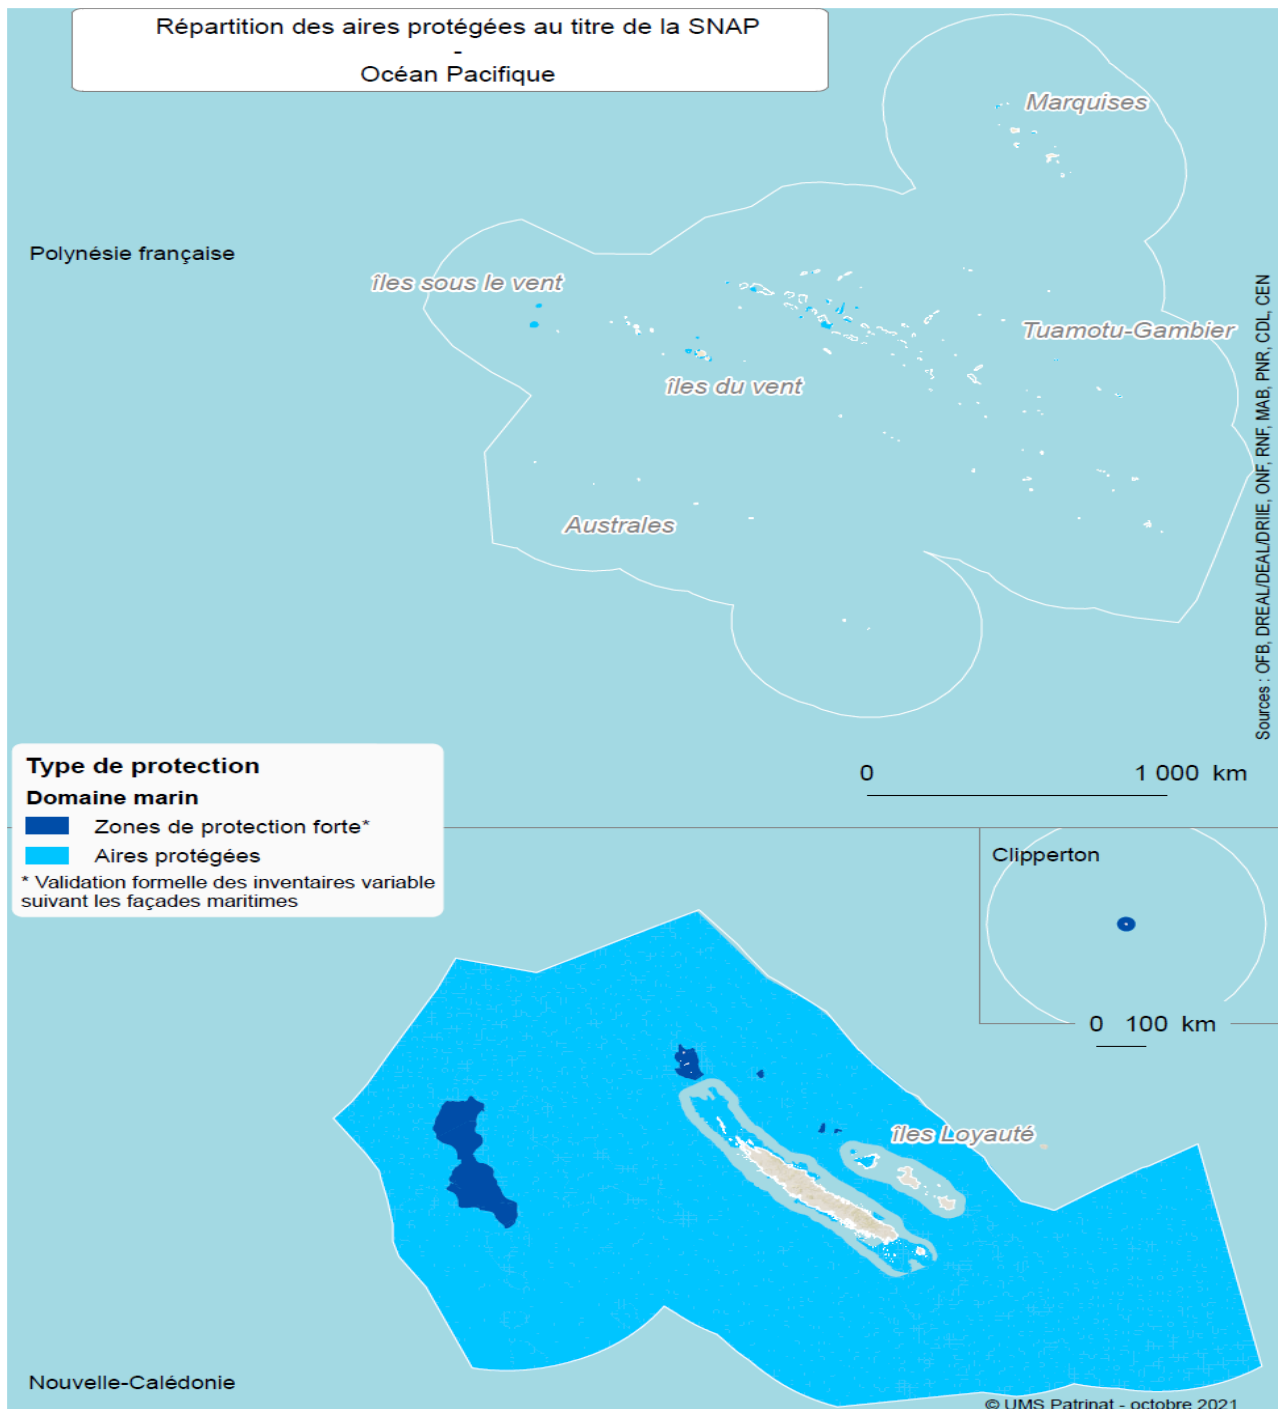 Répartition des aires protégées au titre de la SNAP
-
Océan Pacifique
Marquises
Polynésie française
îles sous le vent
Tuamotu-Gambier
îles du vent
Australes
Sources : OFB, DREAL/DEAL/DRIIE, ONF, RNF, MAB, PNR, CDL, CEN
0 1 000 km
Type de protection
Domaine marin
Zones de protection forte*
Aires protégées
* Validation formelle des inventaires variable
suivant les façades maritimes
Clipperton
0 100 km
îles Loyauté
Nouvelle-Calédonie
© UMS Patrinat - octobre 2021